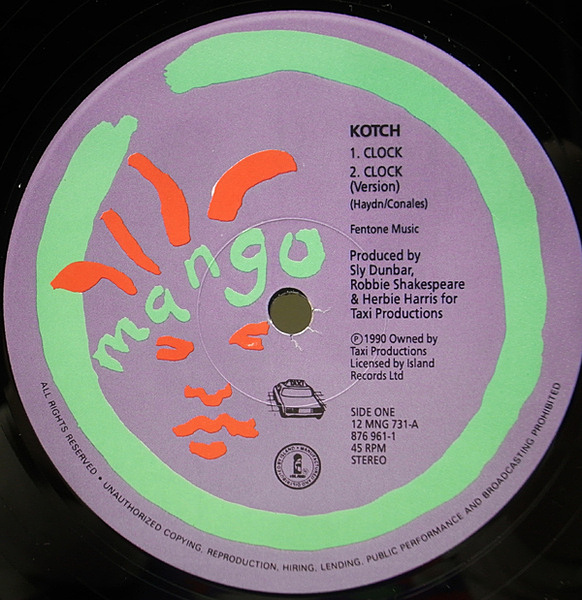 mango
KOTCH
1. CLOCK
2. CLOCK
(Version)
(Haydn/Conales)
Fentone Music
Produced by
Sly Dunbar,
Robbie Shakespeare
& Herbie Harris for
Taxi Productions
℗ 1990 Owned by
Taxi Productions
Licensed by Island
Records Ltd
TAXI
SIDE ONE
12 MNG 731-A
876 961-1
45 RPM
STEREO
ALL RIGHTS RESERVED • UNAUTHORIZED COPYING, REPRODUCTION, HIRING, LENDING, PUBLIC PERFORMANCE AND BROADCASTING PROHIBITED